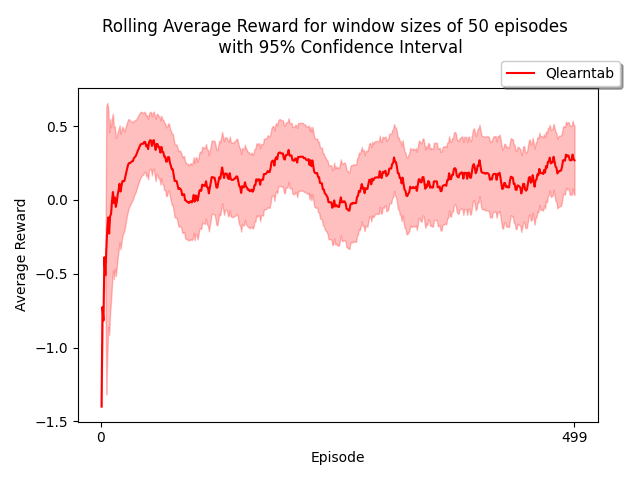 Rolling Average Reward for window sizes of 50 episodes
with 95% Confidence Interval
Qlearntab
0.5
0.0
−0.5
−1.0
−1.5
Average Reward
0
499
Episode